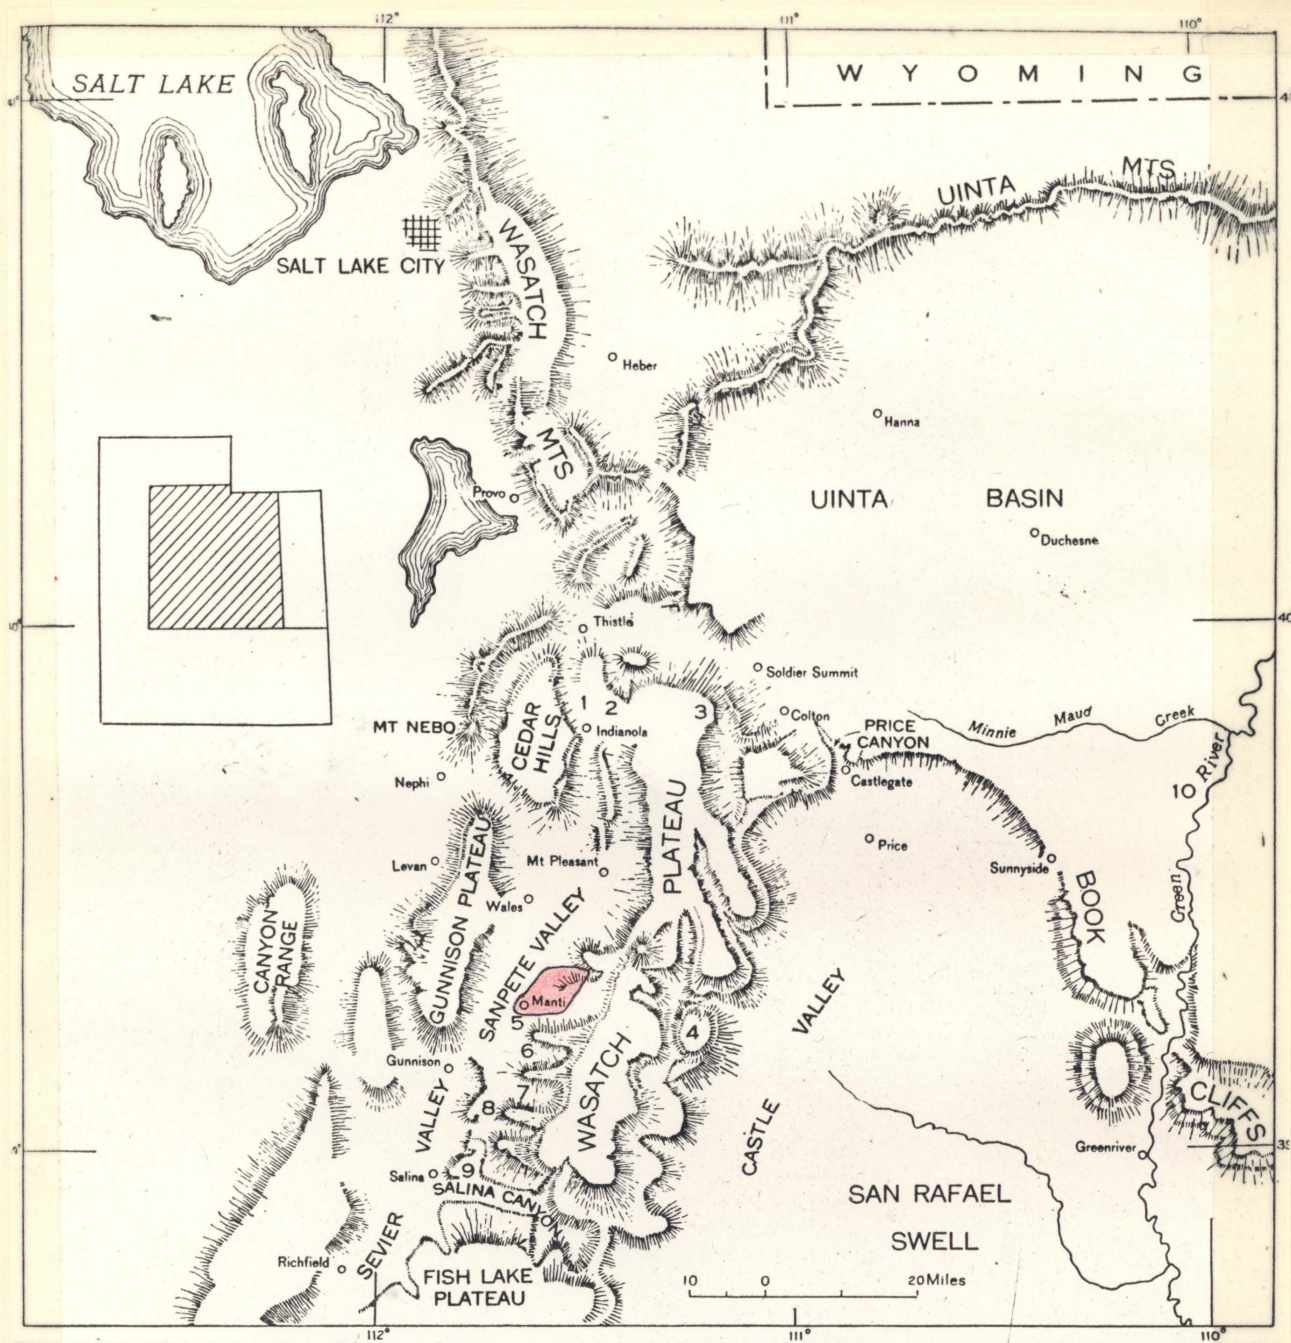 112°
111°
110°
SALT LAKE
WYOMING
41°
UINTA MTS
WASATCH
SALT LAKE CITY
Heber
Hanna
MTS
Provo
UINTA BASIN
Duchesne
Thistle
40°
Soldier Summit
1
2
3
MT NEBO
CEDAR HILLS
Indianola
Colton
PRICE CANYON
Minnie Maud Creek
Nephi
Castlegate
10
Green River
PLATEAU
Levan
GUNNISON PLATEAU
Mt Pleasant
Price
Sunnyside
Wales
BOOK
CANYON RANGE
SANPETE VALLEY
Manti
5
VALLEY
4
6
Gunnison
7
8
WASATCH
VALLEY
CLIFFS
CASTLE
Greenriver
9
Salina
SALINA CANYON
SAN RAFAEL
SWELL
Richfield
SEVIER
FISH LAKE
PLATEAU
10 0 20 Miles
112°
111°
110°